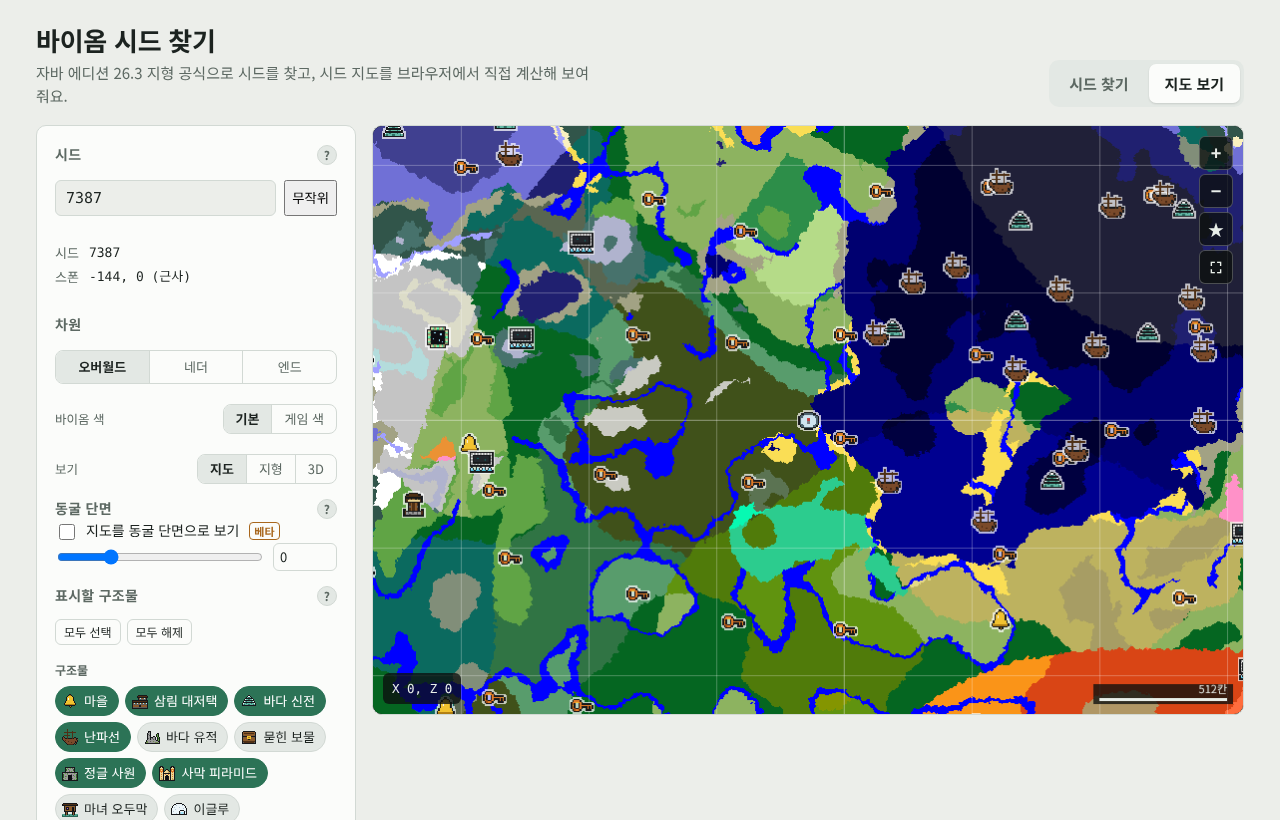 바이옴 시드 찾기
자바 에디션 26.3 지형 공식으로 시드를 찾고, 시드 지도를 브라우저에서 직접 계산해 보여
줘요.
시드 찾기
지도 보기
시드
?
7387
무작위
시드 7387
스폰 -144, 0 (근사)
차원
오버월드
네더
엔드
바이옴 색
기본
게임 색
보기
지도
지형
3D
동굴 단면
?
지도를 동굴 단면으로 보기
베타
0
표시할 구조물
?
모두 선택
모두 해제
구조물
마을
삼림 대저택
바다 신전
난파선
바다 유적
묻힌 보물
정글 사원
사막 피라미드
마녀 오두막
이글루
+
−
X 0, Z 0
512칸